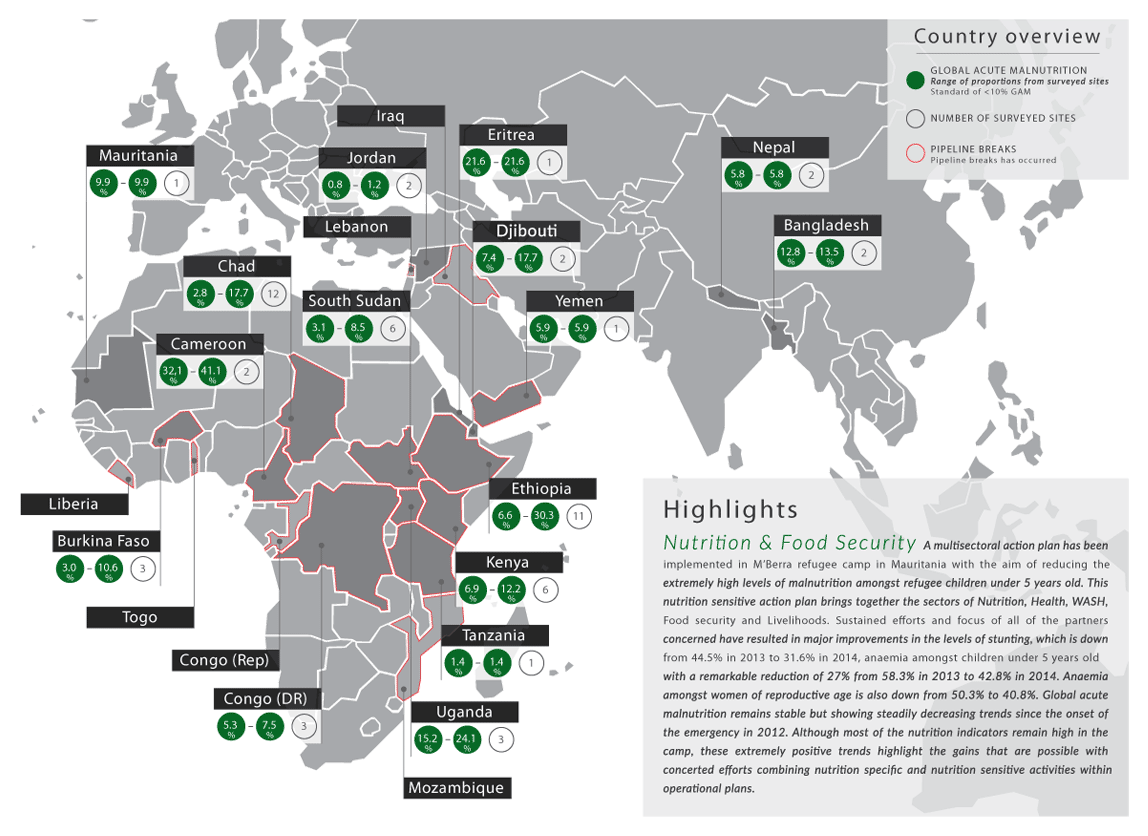 Country overview
GLOBAL ACUTE MALNUTRITION
Range of proportions from surveyed sites
Standard of <10% GAM
NUMBER OF SURVEYED SITES
PIPELINE BREAKS
Pipeline breaks has occurred
Iraq
Eritrea
21.6 % – 21.6 % 1
Nepal
5.8 % – 5.8 % 2
Mauritania
9.9 % – 9.9 % 1
Jordan
0.8 % – 1.2 % 2
Lebanon
Djibouti
7.4 % – 17.7 % 2
Bangladesh
12.8 % – 13.5 % 2
Chad
2.8 % – 17.7 % 12
South Sudan
3.1 % – 8.5 % 6
Yemen
5.9 % – 5.9 % 1
Cameroon
32,1 % – 41.1 % 2
Liberia
Ethiopia
6.6 % – 30.3 % 11
Burkina Faso
3.0 % – 10.6 % 3
Kenya
6.9 % – 12.2 % 6
Togo
Tanzania
1.4 % – 1.4 % 1
Congo (Rep)
Congo (DR)
5.3 % – 7.5 % 3
Uganda
15.2 % – 24.1 % 3
Mozambique
Highlights
Nutrition & Food Security A multisectoral action plan has been
implemented in M'Berra refugee camp in Mauritania with the aim of reducing the
extremely high levels of malnutrition amongst refugee children under 5 years old. This
nutrition sensitive action plan brings together the sectors of Nutrition, Health, WASH,
Food security and Livelihoods. Sustained efforts and focus of all of the partners
concerned have resulted in major improvements in the levels of stunting, which is down
from 44.5% in 2013 to 31.6% in 2014, anaemia amongst children under 5 years old
with a remarkable reduction of 27% from 58.3% in 2013 to 42.8% in 2014. Anaemia
amongst women of reproductive age is also down from 50.3% to 40.8%. Global acute
malnutrition remains stable but showing steadily decreasing trends since the onset of
the emergency in 2012. Although most of the nutrition indicators remain high in the
camp, these extremely positive trends highlight the gains that are possible with
concerted efforts combining nutrition specific and nutrition sensitive activities within
operational plans.